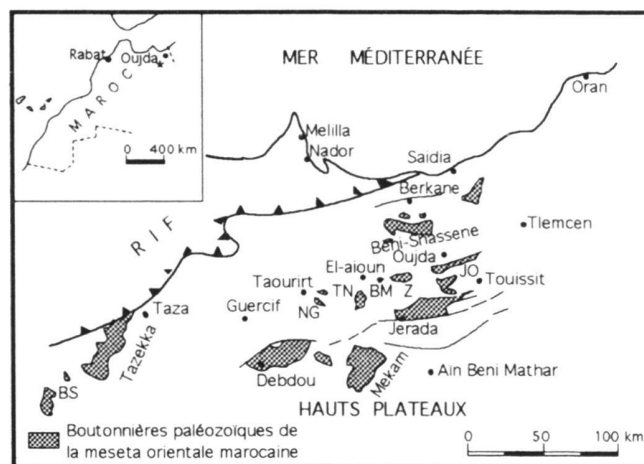 Rabat
Oujda
MAROC
0 400 km
MER MÉDITERRANÉE
Oran
Melilla
Nador
Saidia
Berkane
RIF
Beni-Snassene
Tlemcen
Oujda
El-aioun
JO
Taourirt
TN
BM
Z
Touissit
Taza
Guercif
NG
Jerada
Tazekka
Debdou
Mekam
Aïn Beni Mathar
BS
HAUTS PLATEAUX
Boutonnières paléozoïques de
la meseta orientale marocaine
0 50 100 km